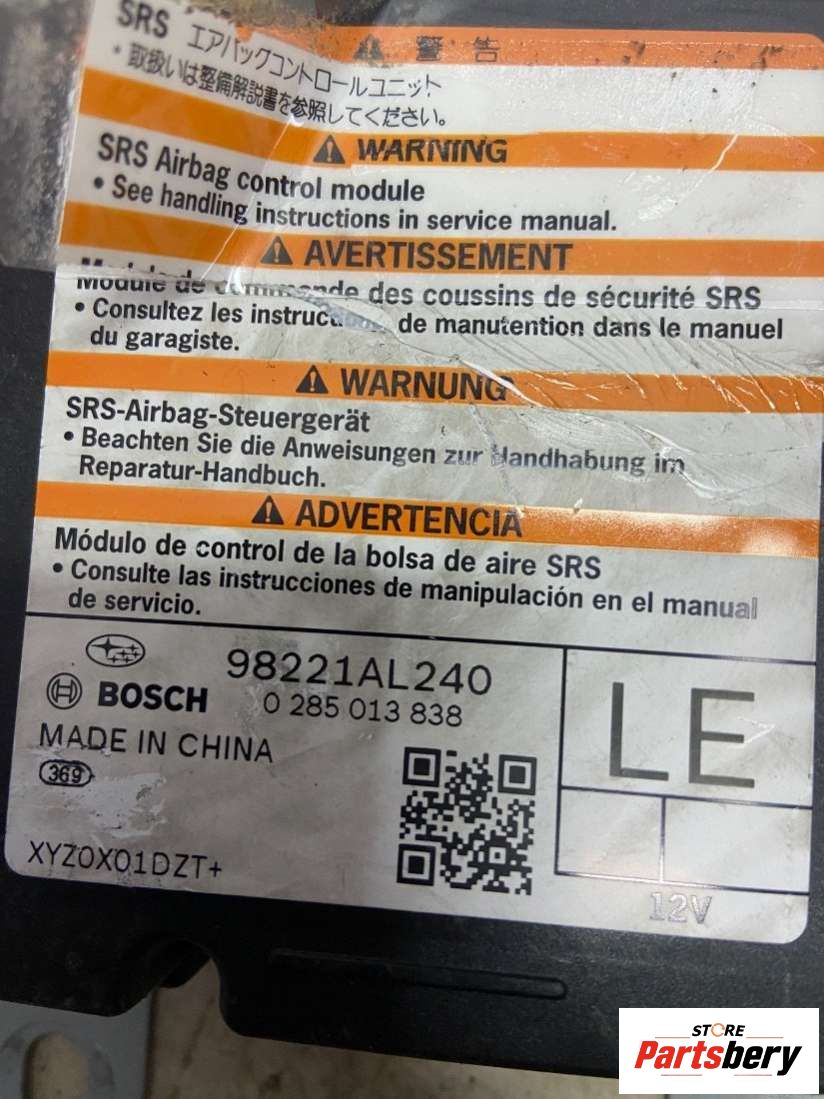 SRS エアバッグコントロールユニット
警告
* 取扱いは整備解説書を参照してください。
WARNING
SRS Airbag control module
• See handling instructions in service manual.
AVERTISSEMENT
Module de commande des coussins de sécurité SRS
• Consultez les de manutention dans le manuel
du garagiste.
WARNUNG
SRS-Airbag-Steuergerät
• Beachten Sie die Anweisungen zur Handhabung im
Reparatur-Handbuch.
ADVERTENCIA
Módulo de control de la bolsa de aire SRS
• Consulte las instrucciones de manipulación en el manual
de servicio.
98221AL240
BOSCH
0 285 013 838
LE
MADE IN CHINA
369
XYZ0X01DZT+
12V
STORE
Partsbery